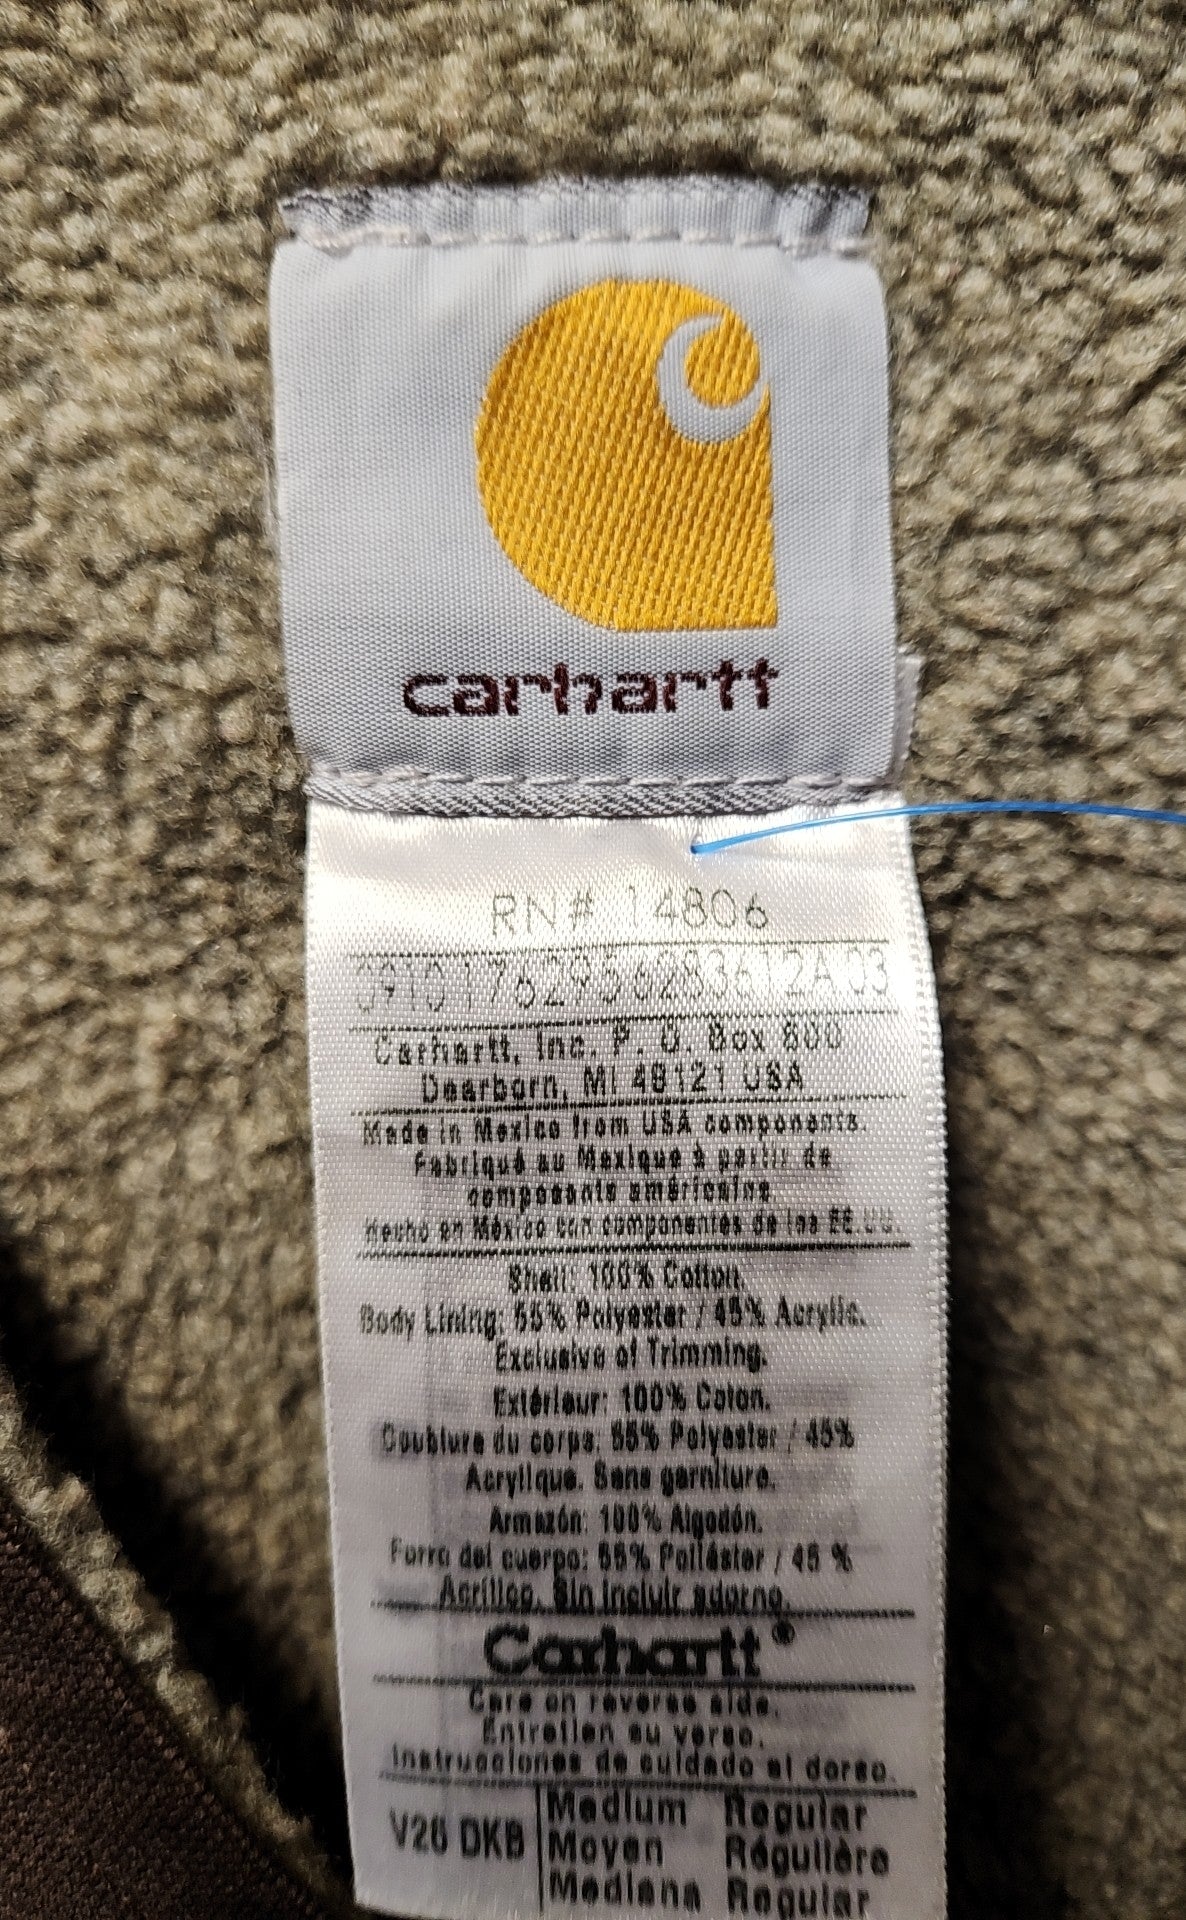 carhartt
RN# 14806
0910176295628361 2A 03
Carhartt, Inc. P. O. Box 600
Dearborn, MI 48121 USA
Made in Mexico from USA components.
Fabriqué au Mexique à partir de
composants américains.
Hecho en México con componentes de los EE.UU.
Shell: 100% Cotton.
Body Lining: 55% Polyester / 45% Acrylic.
Exclusive of Trimming.
Extérieur: 100% Coton.
Doublure du corps: 55% Polyester / 45%
Acrylique. Sans garniture.
Armazón: 100% Algodón.
Forro del cuerpo: 55% Poliéster / 45 %
Acrílico. Sin incluir adorno.
Carhartt®
Care on reverse side.
Entretien au verso.
Instrucciones de cuidado al dorso.
V26 DKB Medium Regular
Moyen Régulière
Mediana Regular